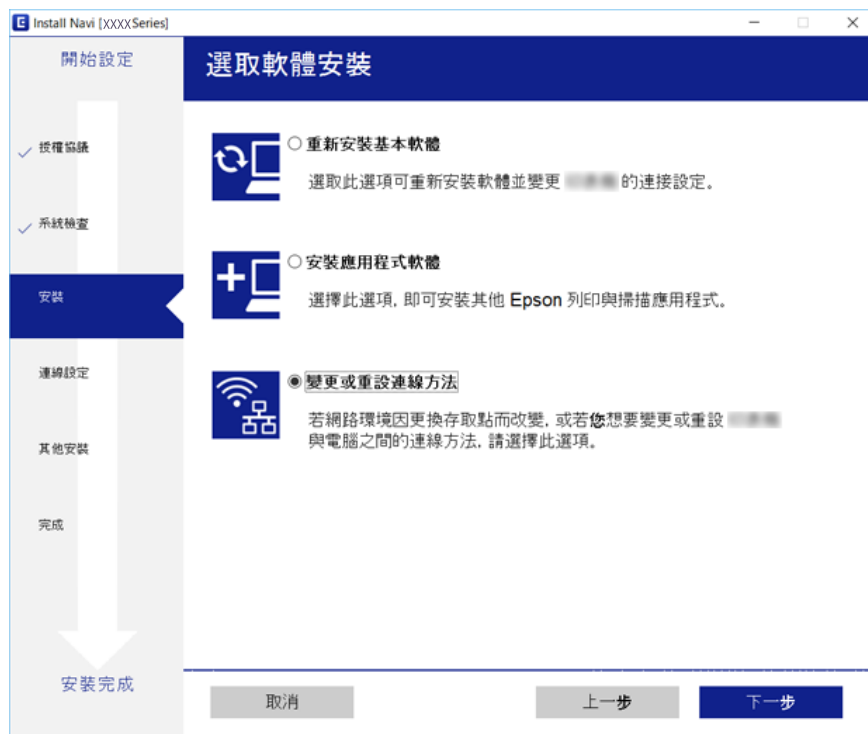 Install Navi [XXXX Series]
開始設定
選取軟體安裝
授權協議
系統檢查
安裝
連線設定
其他安裝
完成
安裝完成
重新安裝基本軟體
選取此選項可重新安裝軟體並變更 的連接設定。
安裝應用程式軟體
選擇此選項, 即可安裝其他 Epson 列印與掃描應用程式。
變更或重設連線方法
若網路環境因更換存取點而改變, 或若您想要變更或重設
與電腦之間的連線方法, 請選擇此選項。
取消
上一步
下一步